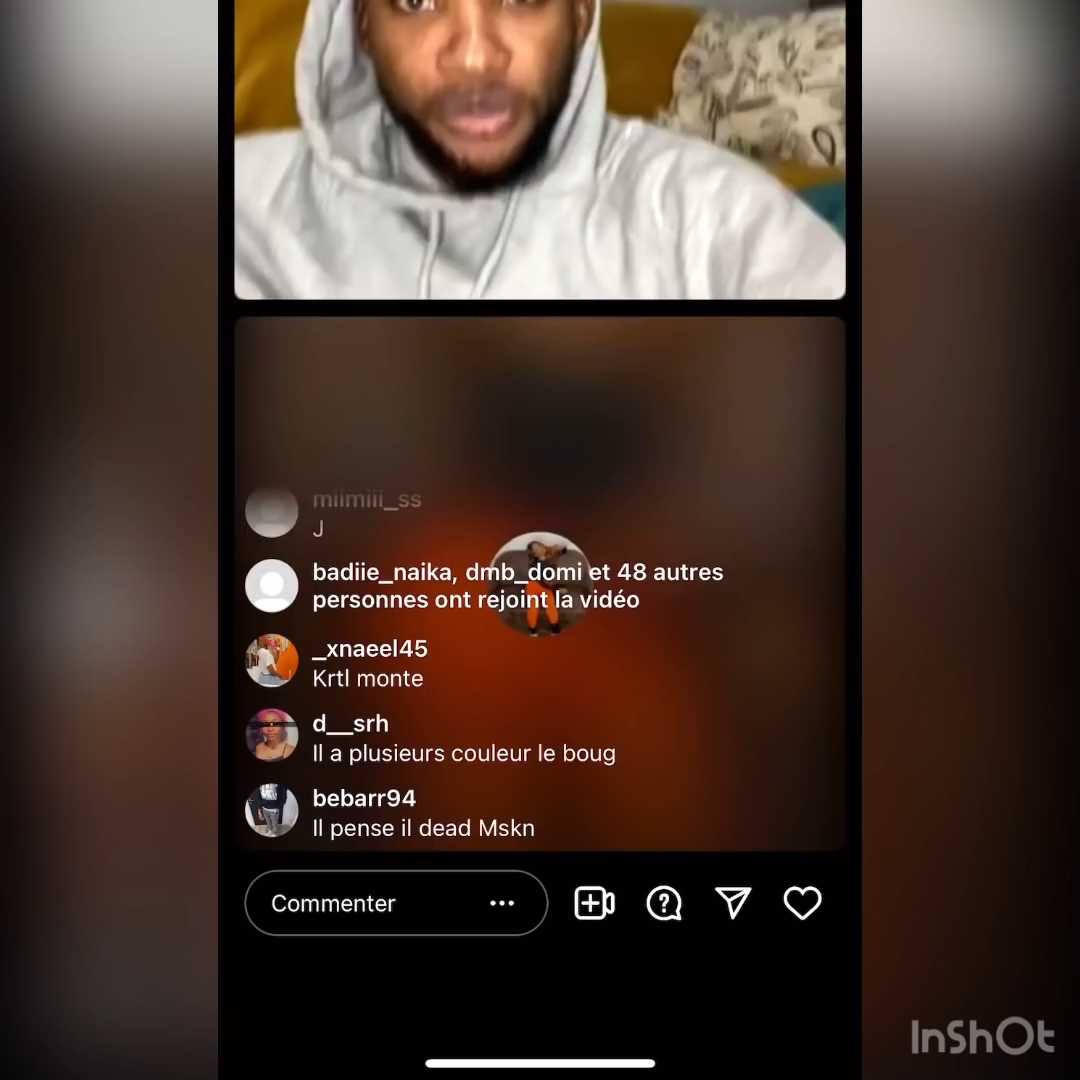 miimiii_ss
J
badiie_naika, dmb_domi et 48 autres
personnes ont rejoint la vidéo
_xnaeel45
Krtl monte
d__srh
Il a plusieurs couleur le boug
bebarr94
Il pense il dead Mskn
Commenter
InShOt